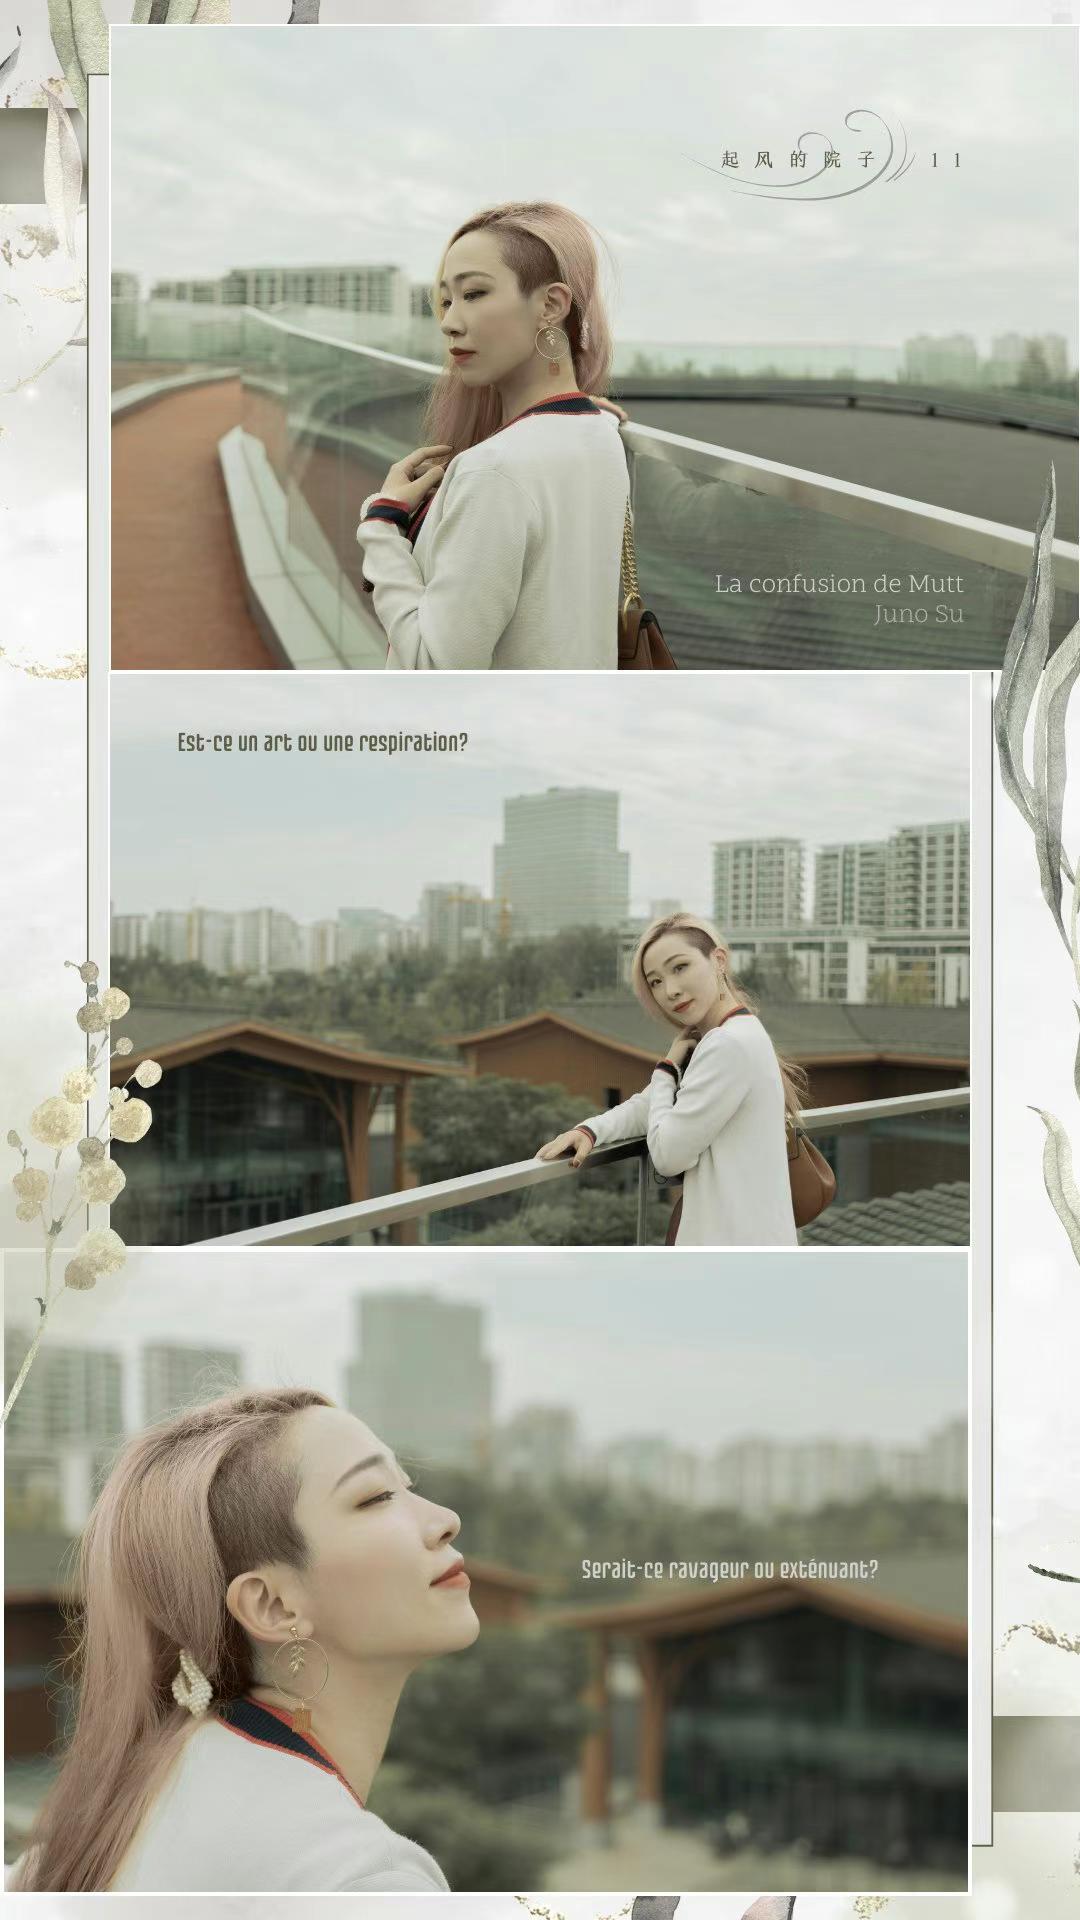 起风的院子 11
La confusion de Mutt
Juno Su
Est-ce un art ou une respiration?
Serait-ce ravageur ou exténuant?